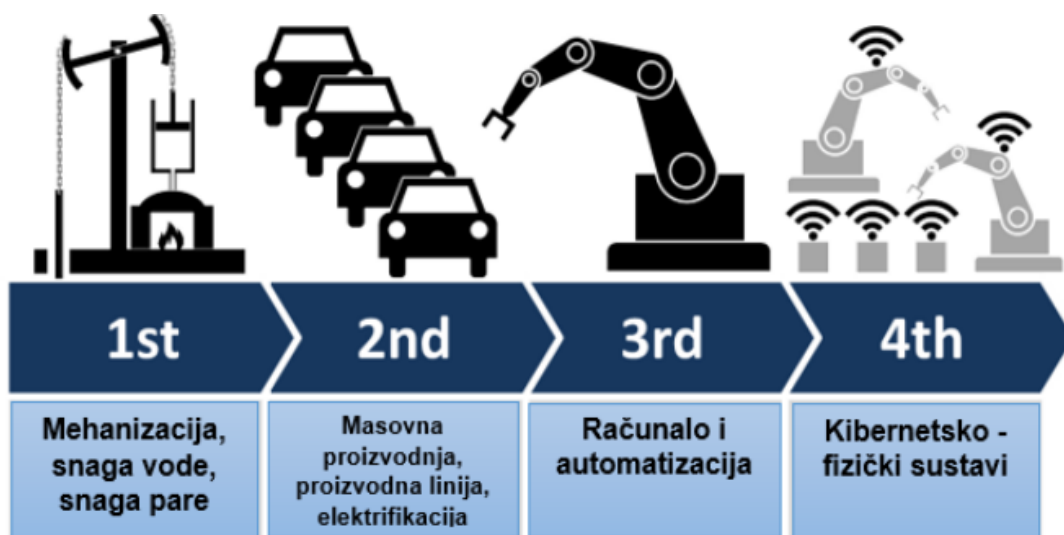 1st
2nd
3rd
4th
Mehanizacija,
snaga vode,
snaga pare
Masovna
proizvodnja,
proizvodna linija,
elektrifikacija
Računalo i
automatizacija
Kibernetsko -
fizički sustavi